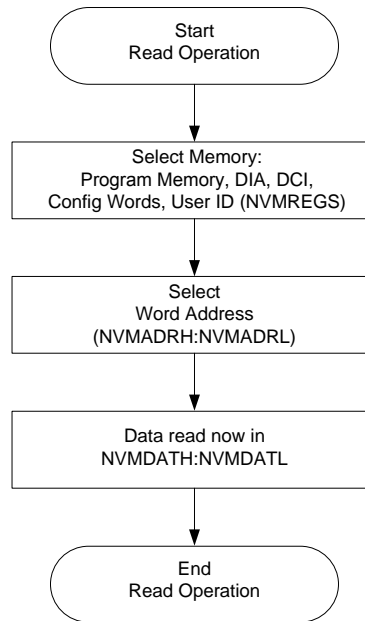 Start
Read Operation
Select Memory:
Program Memory, DIA, DCI,
Config Words, User ID (NVMREGS)
Select
Word Address
(NVMADRH:NVMADRL)
Data read now in
NVMDATH:NVMDATL
End
Read Operation